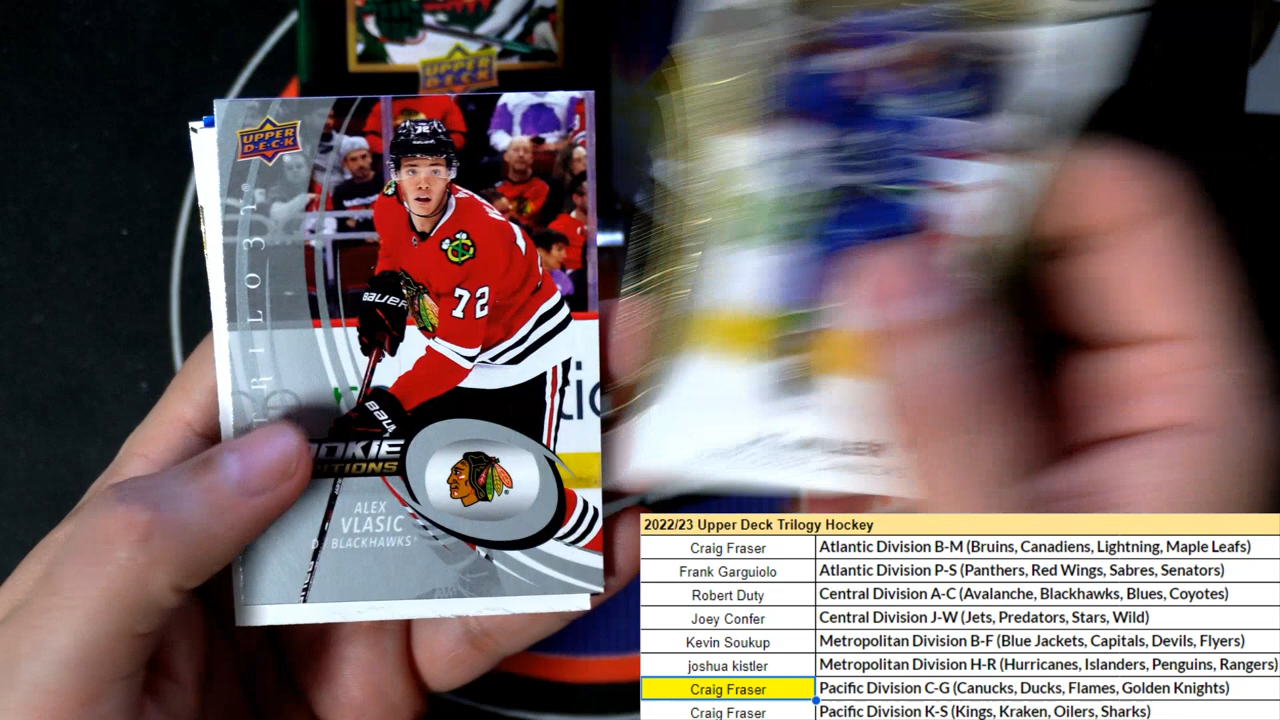 UPPER
DECK
UPPER
D·E·C·K
72
72
BAUER
ALEX
VLASIC
D · BLACKHAWKS®
2022/23 Upper Deck Trilogy Hockey
Craig Fraser Atlantic Division B-M (Bruins, Canadiens, Lightning, Maple Leafs)
Frank Garguiolo Atlantic Division P-S (Panthers, Red Wings, Sabres, Senators)
Robert Duty Central Division A-C (Avalanche, Blackhawks, Blues, Coyotes)
Joey Confer Central Division J-W (Jets, Predators, Stars, Wild)
Kevin Soukup Metropolitan Division B-F (Blue Jackets, Capitals, Devils, Flyers)
joshua kistler Metropolitan Division H-R (Hurricanes, Islanders, Penguins, Rangers)
Craig Fraser Pacific Division C-G (Canucks, Ducks, Flames, Golden Knights)
Craig Fraser Pacific Division K-S (Kings, Kraken, Oilers, Sharks)